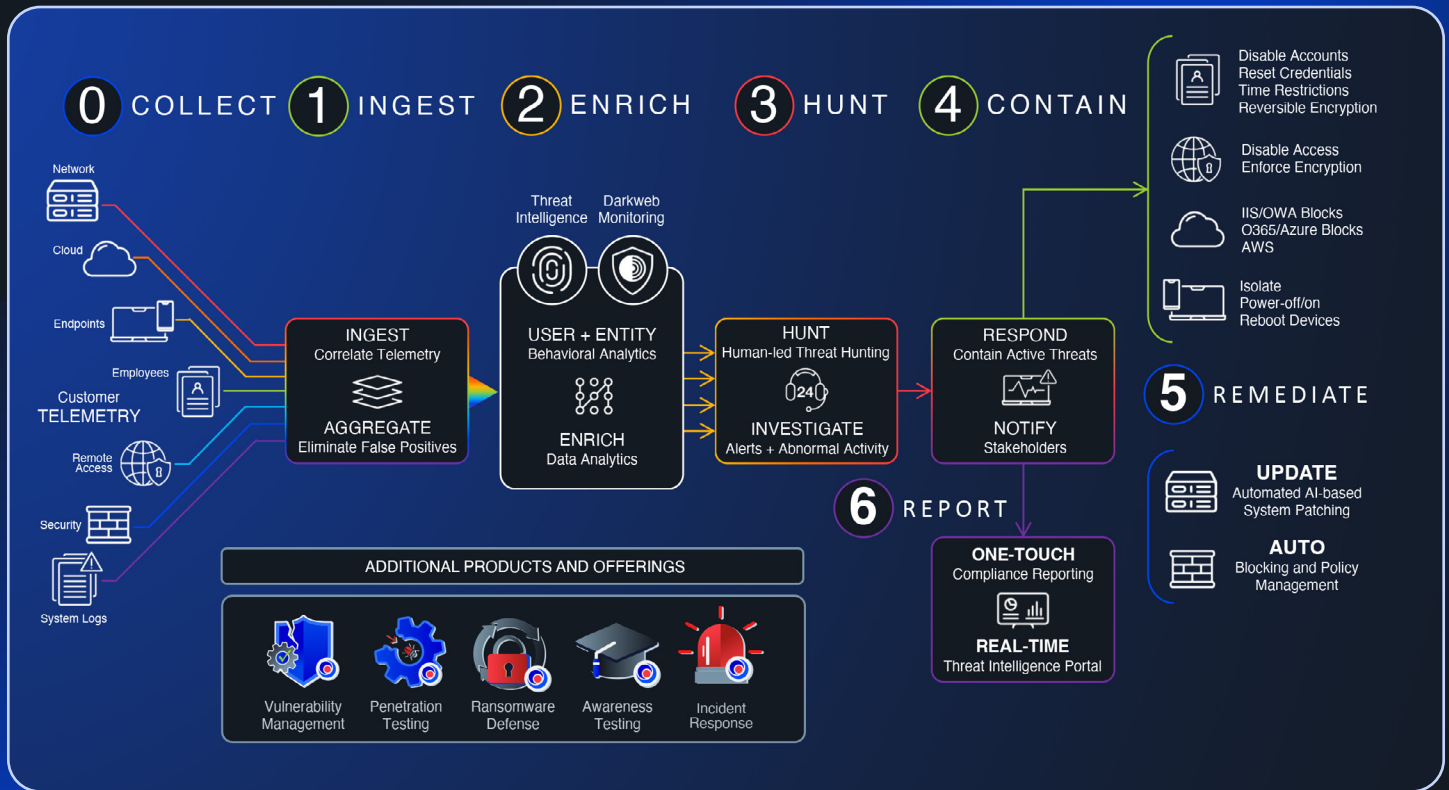 0 COLLECT
1 INGEST
2 ENRICH
3 HUNT
4 CONTAIN
Network
Cloud
Endpoints
Employees
Customer
TELEMETRY
Remote
Access
Security
System Logs
INGEST
Correlate Telemetry
AGGREGATE
Eliminate False Positives
Threat
Intelligence
Darkweb
Monitoring
USER + ENTITY
Behavioral Analytics
ENRICH
Data Analytics
HUNT
Human-led Threat Hunting
24
INVESTIGATE
Alerts + Abnormal Activity
RESPOND
Contain Active Threats
NOTIFY
Stakeholders
Disable Accounts
Reset Credentials
Time Restrictions
Reversible Encryption
Disable Access
Enforce Encryption
IIS/OWA Blocks
O365/Azure Blocks
AWS
Isolate
Power-off/on
Reboot Devices
5 REMEDIATE
UPDATE
Automated AI-based
System Patching
AUTO
Blocking and Policy
Management
6 REPORT
ONE-TOUCH
Compliance Reporting
REAL-TIME
Threat Intelligence Portal
ADDITIONAL PRODUCTS AND OFFERINGS
Vulnerability
Management
Penetration
Testing
Ransomware
Defense
Awareness
Testing
Incident
Response